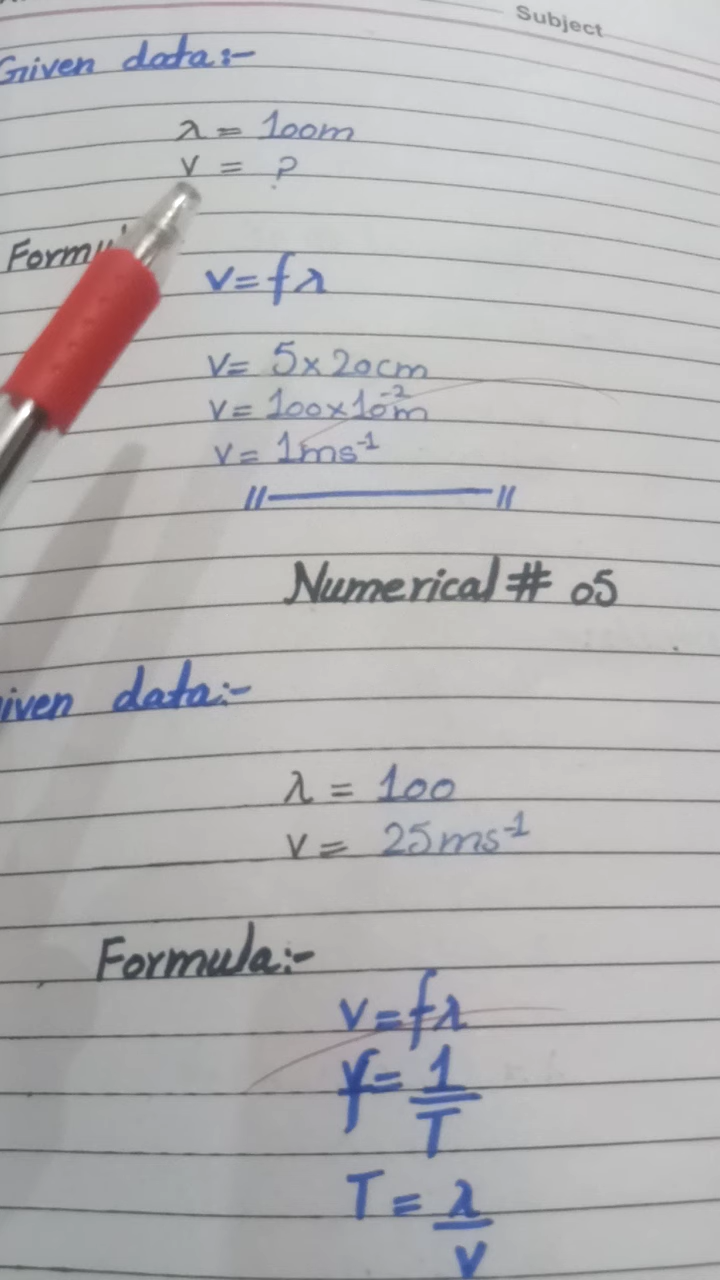 Subject
Given data:-
λ = 100m
v = ?
v = fλ
v = 5x20cm
v = 100x10⁻²m
v = 1ms⁻¹
Numerical # 05
iven data:-
λ = 100
v = 25ms⁻¹
Formula:-
v = fλ
= 1/T
T = λ/v